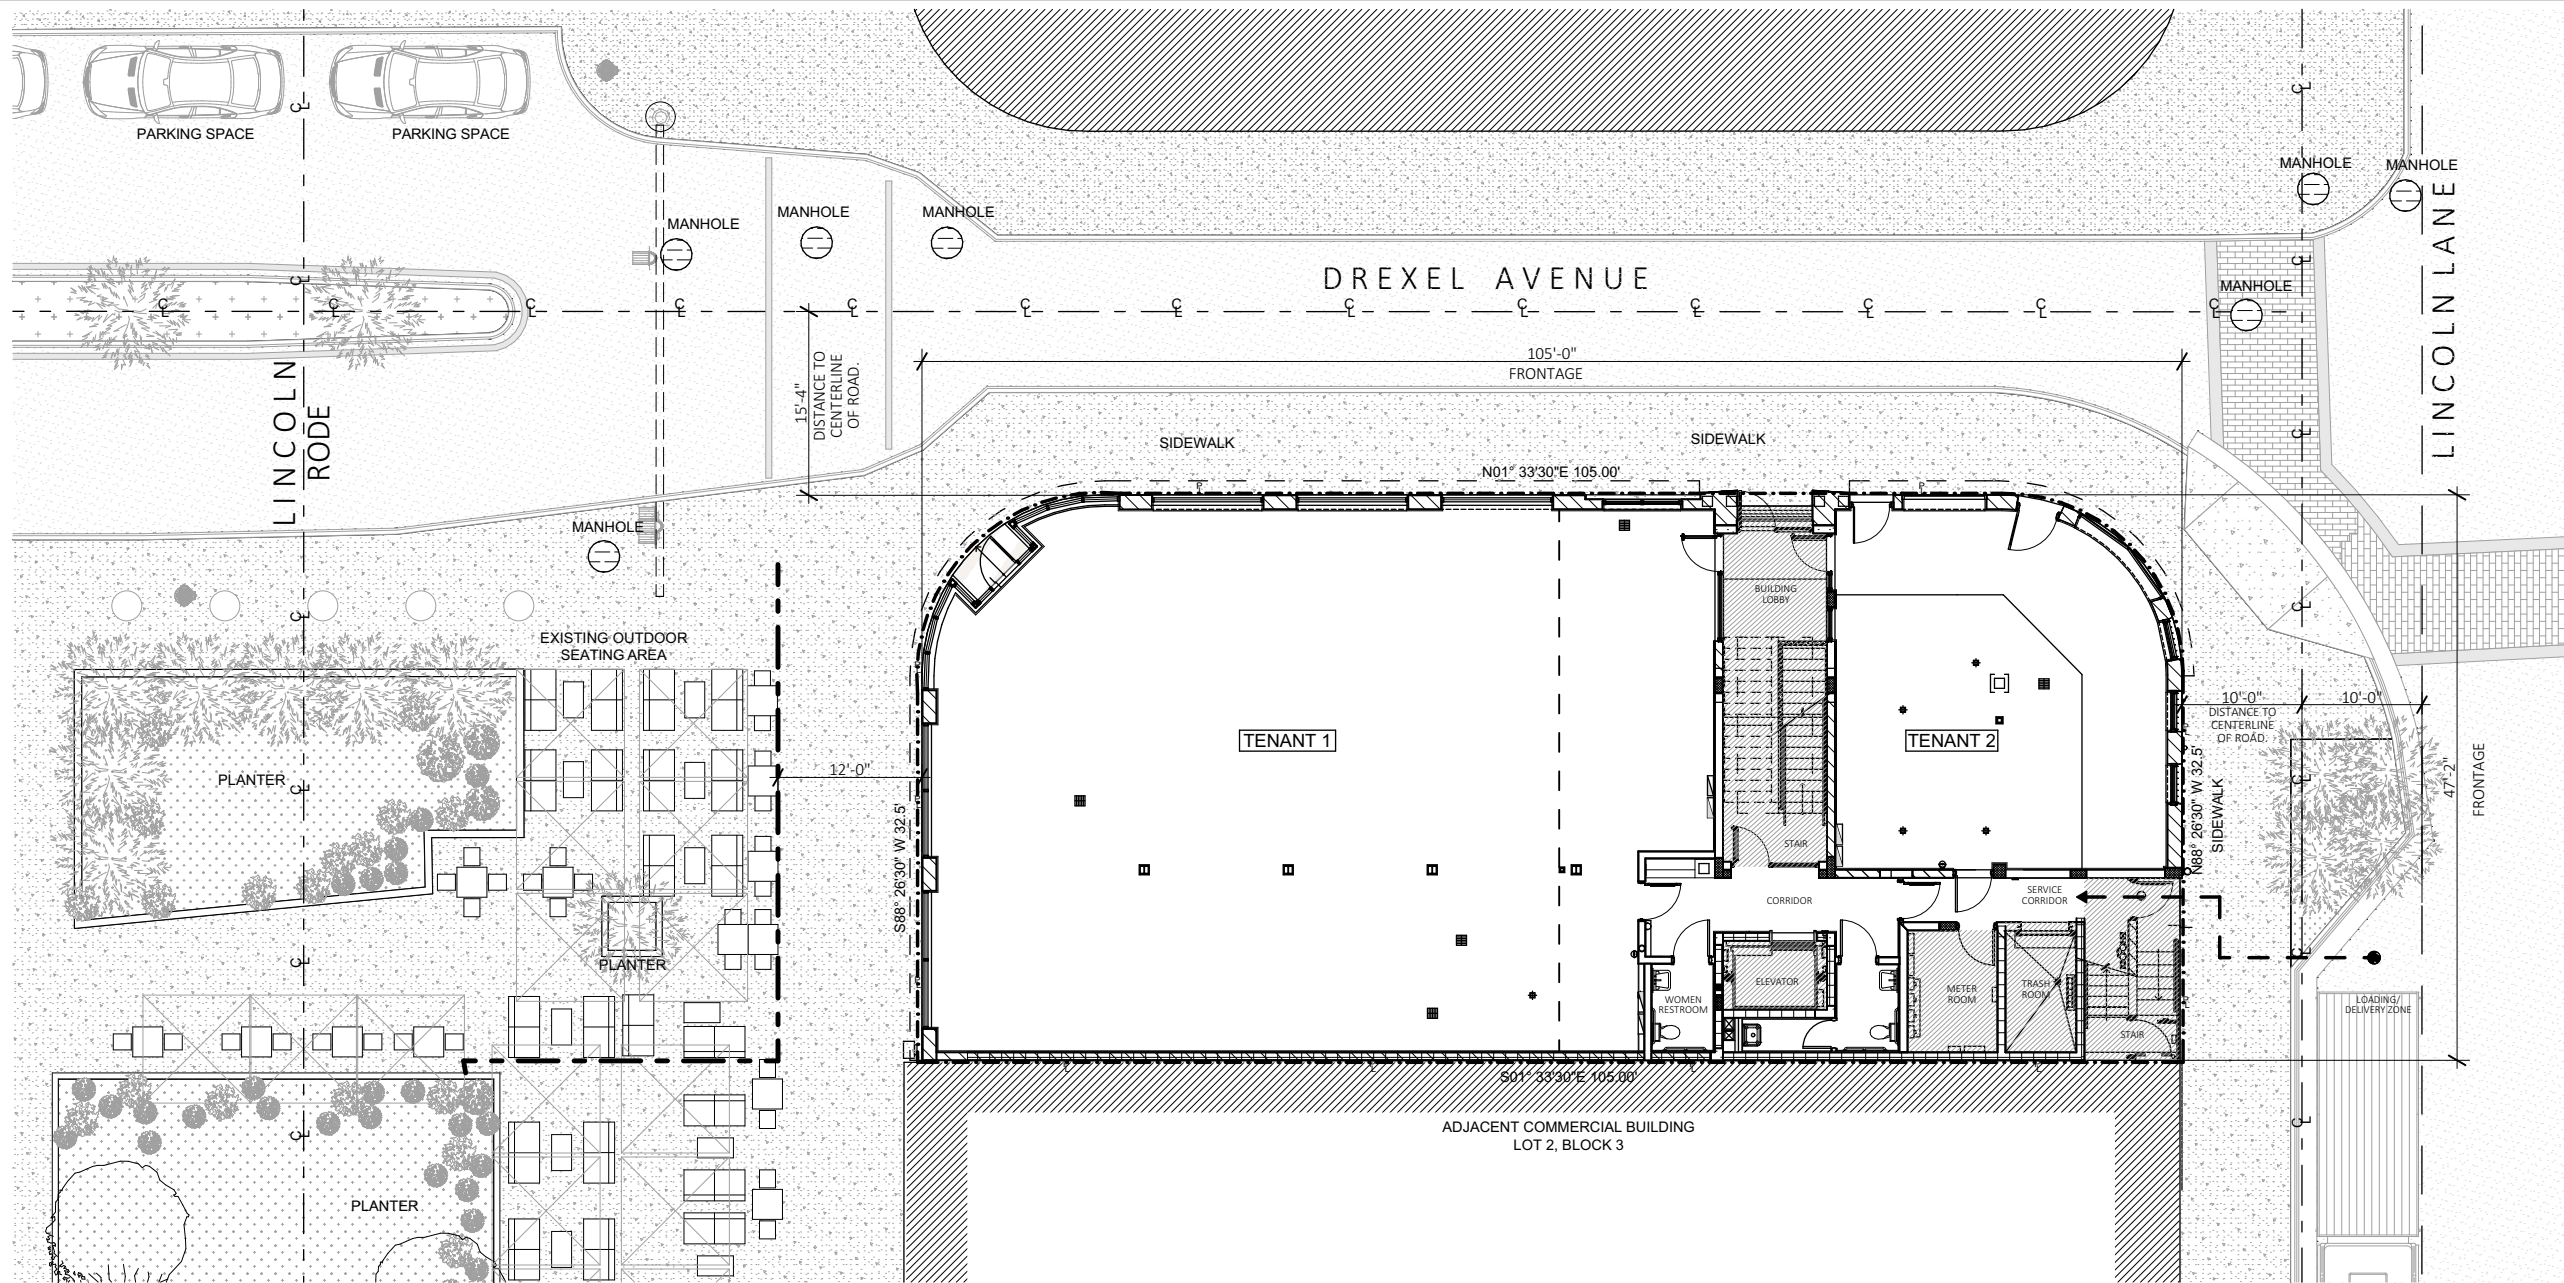 PARKING SPACE
PARKING SPACE
MANHOLE
MANHOLE
MANHOLE
MANHOLE
MANHOLE
MANHOLE
DREXEL AVENUE
LINCOLN LANE
LINCOLN
RODE
15'-4"
DISTANCE TO
CENTERLINE
OF ROAD.
105'-0"
FRONTAGE
SIDEWALK
SIDEWALK
N01° 33'30"E 105.00'
MANHOLE
EXISTING OUTDOOR
SEATING AREA
BUILDING
LOBBY
TENANT 1
TENANT 2
10'-0"
DISTANCE TO
CENTERLINE
OF ROAD.
10'-0"
PLANTER
12'-0"
S88° 26'30" W 32.5'
N88° 26'30" W 32.5'
SIDEWALK
47'-2"
FRONTAGE
STAIR
CORRIDOR
SERVICE
CORRIDOR
PLANTER
ELEVATOR
WOMEN
RESTROOM
METER
ROOM
TRASH
ROOM
STAIR
LOADING/
DELIVERY ZONE
S01° 33'30"E 105.00'
ADJACENT COMMERCIAL BUILDING
LOT 2, BLOCK 3
PLANTER